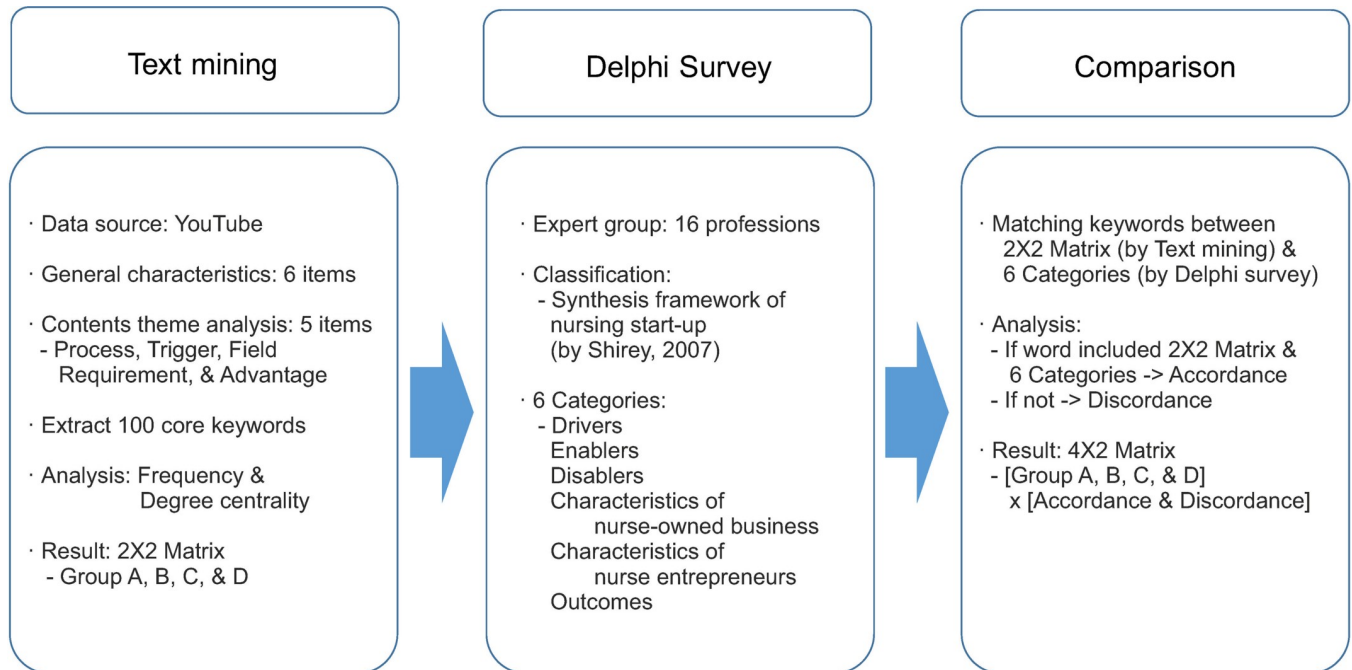 Text mining
Delphi Survey
Comparison
· Data source: YouTube
· General characteristics: 6 items
· Contents theme analysis: 5 items
- Process, Trigger, Field
Requirement, & Advantage
· Extract 100 core keywords
· Analysis: Frequency &
Degree centrality
· Result: 2X2 Matrix
- Group A, B, C, & D
· Expert group: 16 professions
· Classification:
- Synthesis framework of
nursing start-up
(by Shirey, 2007)
· 6 Categories:
- Drivers
Enablers
Disablers
Characteristics of
nurse-owned business
Characteristics of
nurse entrepreneurs
Outcomes
· Matching keywords between
2X2 Matrix (by Text mining) &
6 Categories (by Delphi survey)
· Analysis:
- If word included 2X2 Matrix &
6 Categories -> Accordance
- If not -> Discordance
· Result: 4X2 Matrix
- [Group A, B, C, & D]
x [Accordance & Discordance]